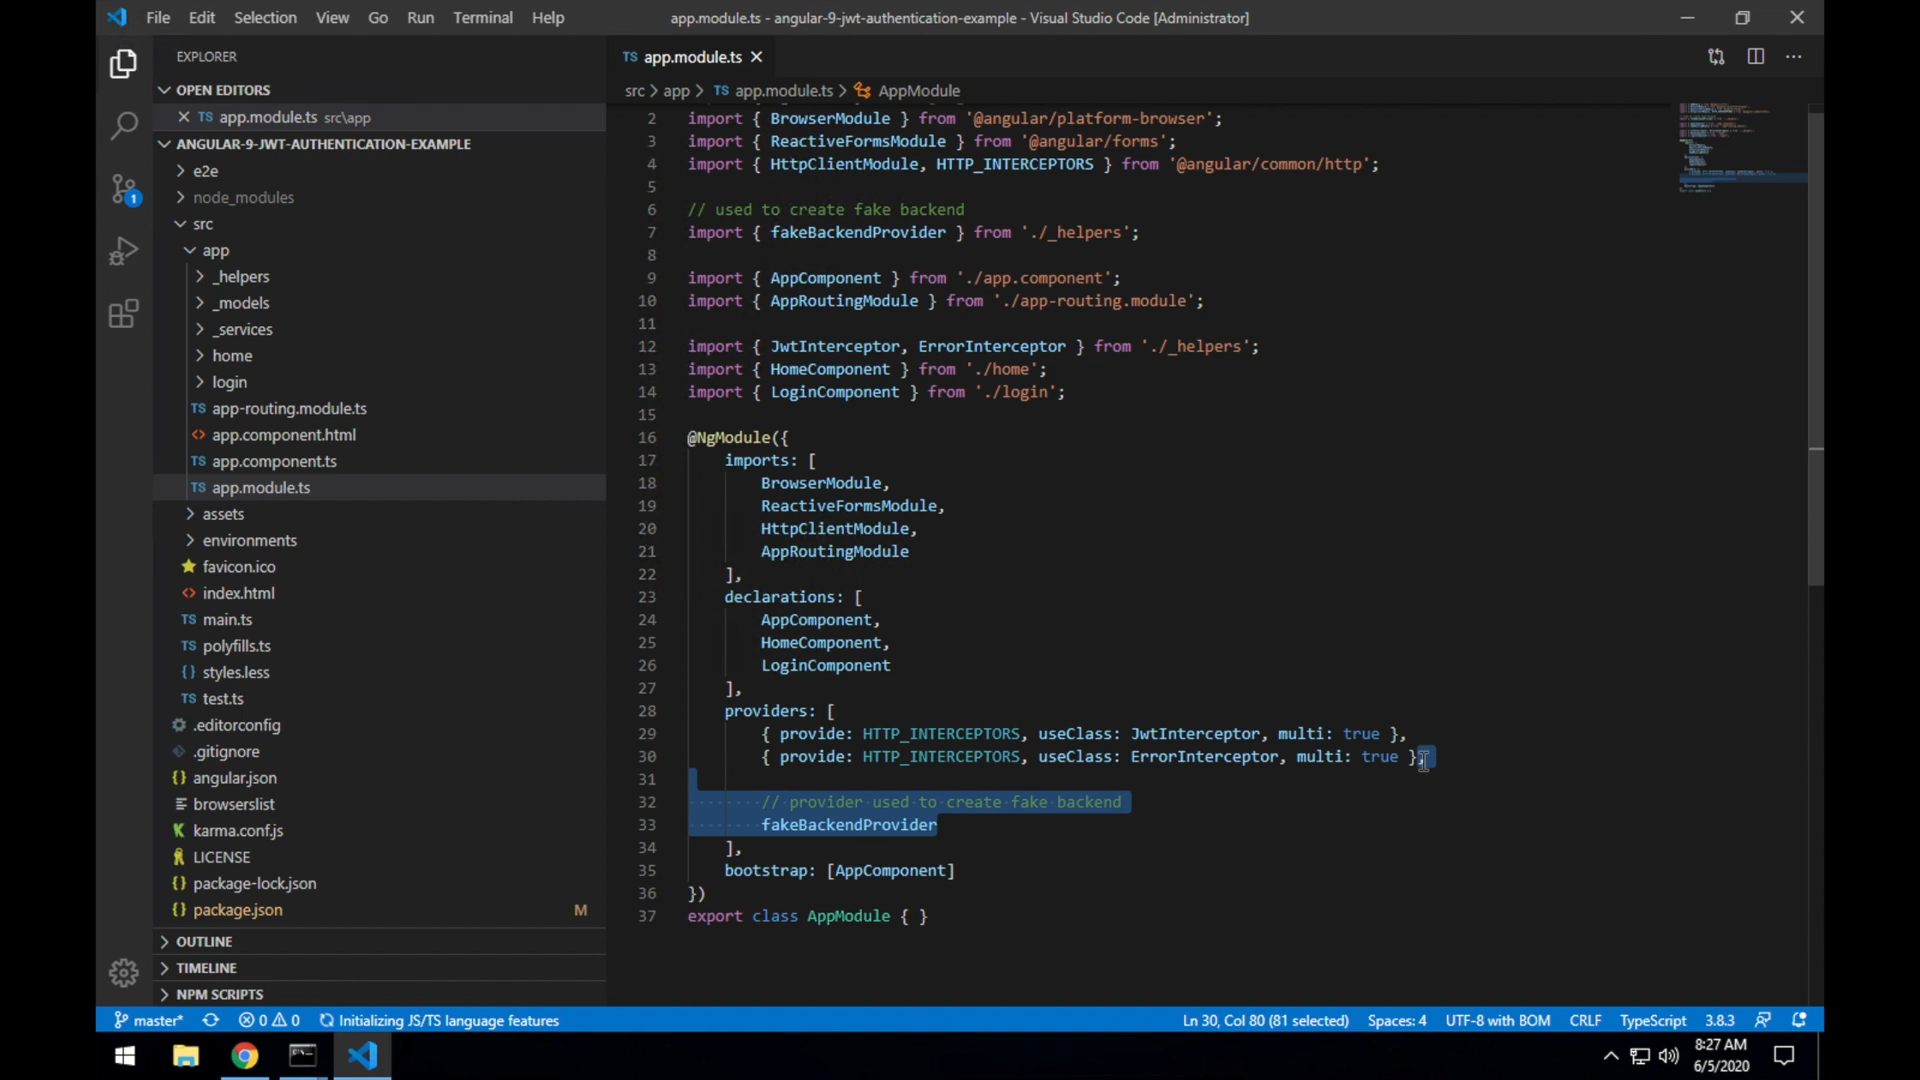 File Edit Selection View Go Run Terminal Help
app.module.ts - angular-9-jwt-authentication-example - Visual Studio Code [Administrator]
EXPLORER
OPEN EDITORS
TS app.module.ts src\app
ANGULAR-9-JWT-AUTHENTICATION-EXAMPLE
e2e
node_modules
src
app
_helpers
_models
_services
home
login
TS app-routing.module.ts
<> app.component.html
TS app.component.ts
TS app.module.ts
assets
environments
favicon.ico
<> index.html
TS main.ts
TS polyfills.ts
{} styles.less
TS test.ts
.editorconfig
.gitignore
{} angular.json
browserslist
karma.conf.js
LICENSE
{} package-lock.json
{} package.json M
OUTLINE
TIMELINE
NPM SCRIPTS
1
TS app.module.ts
src > app > TS app.module.ts > AppModule
2 import { BrowserModule } from '@angular/platform-browser';
3 import { ReactiveFormsModule } from '@angular/forms';
4 import { HttpClientModule, HTTP_INTERCEPTORS } from '@angular/common/http';
5
6 // used to create fake backend
7 import { fakeBackendProvider } from './_helpers';
8
9 import { AppComponent } from './app.component';
10 import { AppRoutingModule } from './app-routing.module';
11
12 import { JwtInterceptor, ErrorInterceptor } from './_helpers';
13 import { HomeComponent } from './home';
14 import { LoginComponent } from './login';
15
16 @NgModule({
17 imports: [
18 BrowserModule,
19 ReactiveFormsModule,
20 HttpClientModule,
21 AppRoutingModule
22 ],
23 declarations: [
24 AppComponent,
25 HomeComponent,
26 LoginComponent
27 ],
28 providers: [
29 { provide: HTTP_INTERCEPTORS, useClass: JwtInterceptor, multi: true },
30 { provide: HTTP_INTERCEPTORS, useClass: ErrorInterceptor, multi: true },
31
32 // provider used to create fake backend
33 fakeBackendProvider
34 ],
35 bootstrap: [AppComponent]
36 })
37 export class AppModule { }
master* 0 0 Initializing JS/TS language features
Ln 30, Col 80 (81 selected) Spaces: 4 UTF-8 with BOM CRLF TypeScript 3.8.3
8:27 AM
6/5/2020